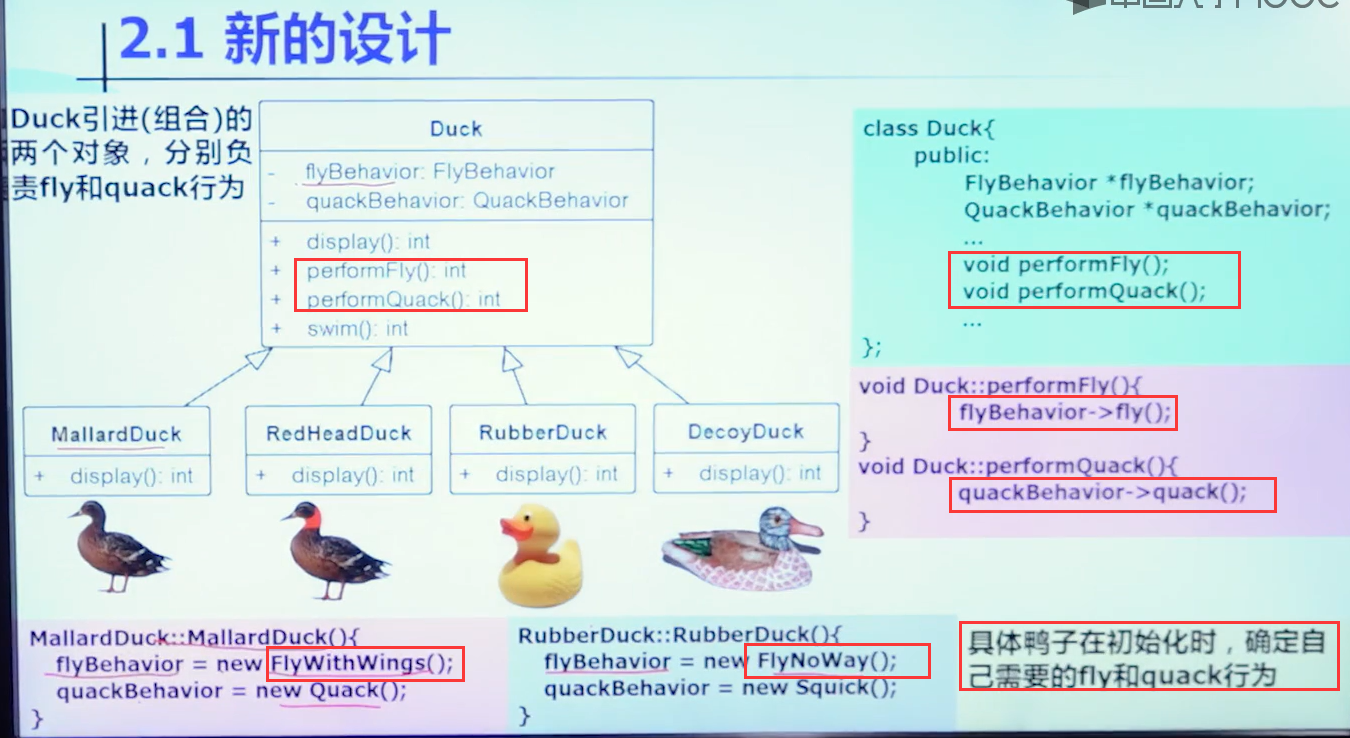 2.1 新的设计
Duck引进(组合)的
两个对象，分别负
责fly和quack行为
Duck
- flyBehavior: FlyBehavior
- quackBehavior: QuackBehavior
+ display(): int
+ performFly(): int
+ performQuack(): int
+ swim(): int
MallardDuck
+ display(): int
RedHeadDuck
+ display(): int
RubberDuck
+ display(): int
DecoyDuck
+ display(): int
class Duck{
public:
FlyBehavior *flyBehavior;
QuackBehavior *quackBehavior;
...
void performFly();
void performQuack();
...
};
void Duck::performFly(){
flyBehavior->fly();
}
void Duck::performQuack(){
quackBehavior->quack();
}
MallardDuck::MallardDuck(){
flyBehavior = new FlyWithWings();
quackBehavior = new Quack();
}
RubberDuck::RubberDuck(){
flyBehavior = new FlyNoWay();
quackBehavior = new Squick();
}
具体鸭子在初始化时，确定自
己需要的fly和quack行为